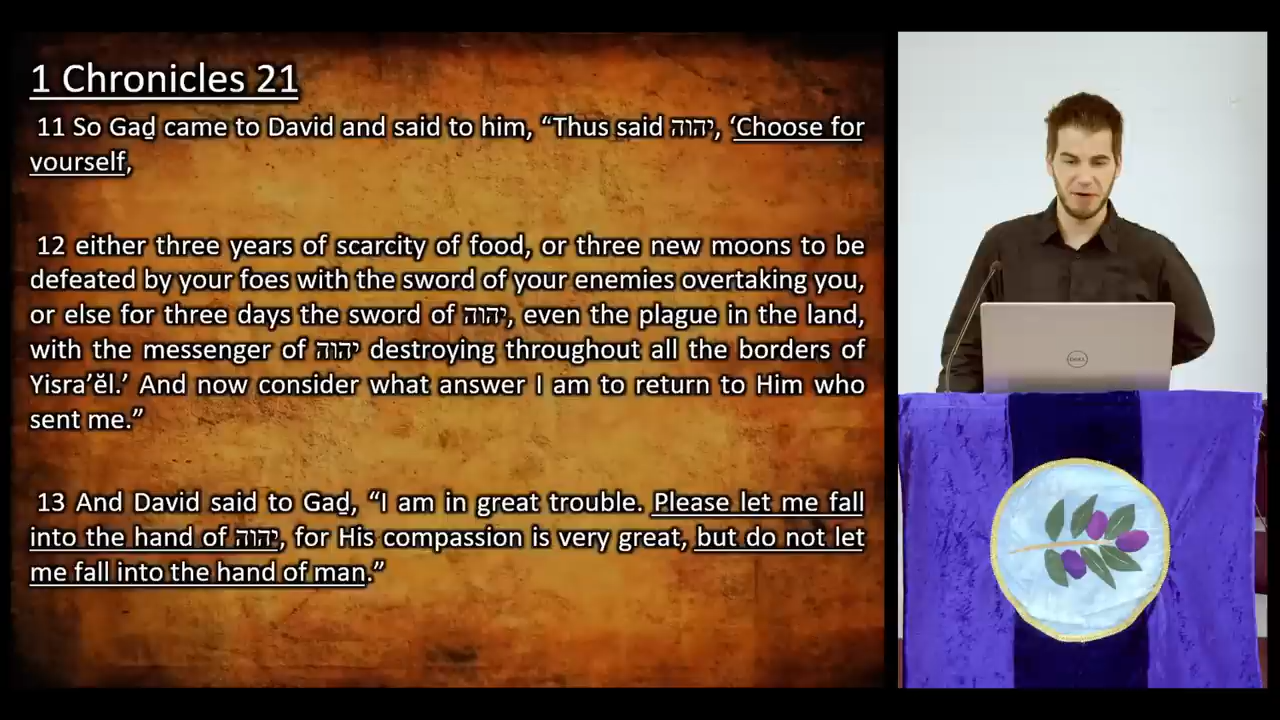 1 Chronicles 21
11 So Gaḏ came to David and said to him, “Thus said יהוה, ‘Choose for
yourself,
12 either three years of scarcity of food, or three new moons to be
defeated by your foes with the sword of your enemies overtaking you,
or else for three days the sword of יהוה, even the plague in the land,
with the messenger of יהוה destroying throughout all the borders of
Yisra’ĕl.’ And now consider what answer I am to return to Him who
sent me.”
13 And David said to Gaḏ, “I am in great trouble. Please let me fall
into the hand of יהוה, for His compassion is very great, but do not let
me fall into the hand of man.”
DELL